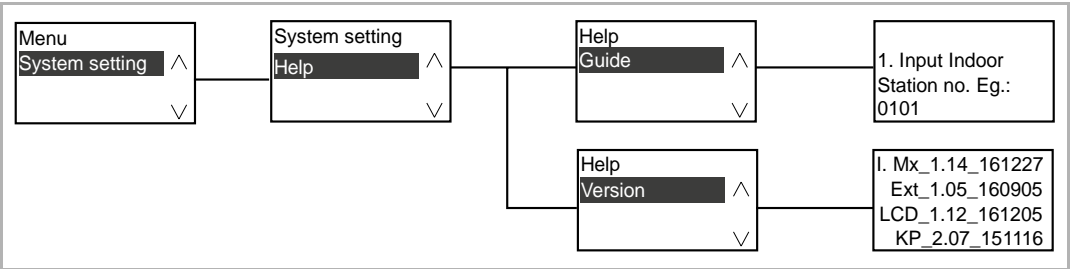 Menu
System setting
System setting
Help
Help
Guide
1. Input Indoor
Station no. Eg.:
0101
Help
Version
I. Mx_1.14_161227
Ext_1.05_160905
LCD_1.12_161205
KP_2.07_151116